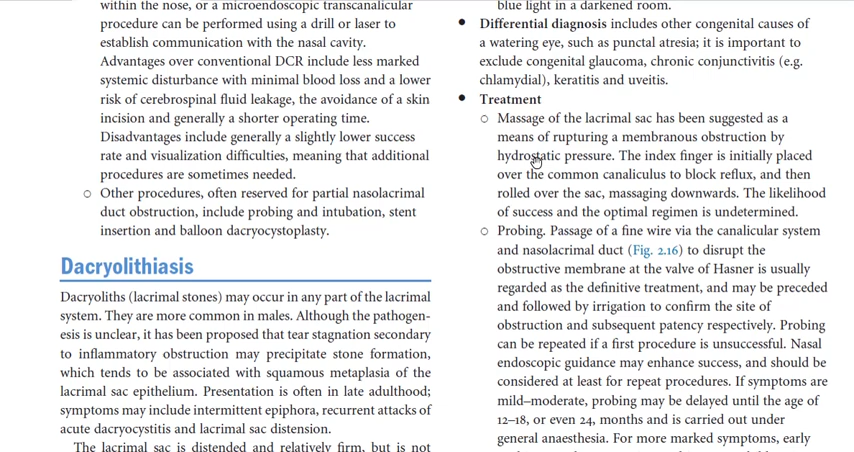 within the nose, or a microendoscopic transcanalicular
procedure can be performed using a drill or laser to
establish communication with the nasal cavity.
Advantages over conventional DCR include less marked
systemic disturbance with minimal blood loss and a lower
risk of cerebrospinal fluid leakage, the avoidance of a skin
incision and generally a shorter operating time.
Disadvantages include generally a slightly lower success
rate and visualization difficulties, meaning that additional
procedures are sometimes needed.
○ Other procedures, often reserved for partial nasolacrimal
duct obstruction, include probing and intubation, stent
insertion and balloon dacryocystoplasty.
Dacryolithiasis
Dacryoliths (lacrimal stones) may occur in any part of the lacrimal
system. They are more common in males. Although the pathogen-
esis is unclear, it has been proposed that tear stagnation secondary
to inflammatory obstruction may precipitate stone formation,
which tends to be associated with squamous metaplasia of the
lacrimal sac epithelium. Presentation is often in late adulthood;
symptoms may include intermittent epiphora, recurrent attacks of
acute dacryocystitis and lacrimal sac distension.
The lacrimal sac is distended and relatively firm, but is not
blue light in a darkened room.
● Differential diagnosis includes other congenital causes of
a watering eye, such as punctal atresia; it is important to
exclude congenital glaucoma, chronic conjunctivitis (e.g.
chlamydial), keratitis and uveitis.
● Treatment
○ Massage of the lacrimal sac has been suggested as a
means of rupturing a membranous obstruction by
hydrostatic pressure. The index finger is initially placed
over the common canaliculus to block reflux, and then
rolled over the sac, massaging downwards. The likelihood
of success and the optimal regimen is undetermined.
○ Probing. Passage of a fine wire via the canalicular system
and nasolacrimal duct (Fig. 2.16) to disrupt the
obstructive membrane at the valve of Hasner is usually
regarded as the definitive treatment, and may be preceded
and followed by irrigation to confirm the site of
obstruction and subsequent patency respectively. Probing
can be repeated if a first procedure is unsuccessful. Nasal
endoscopic guidance may enhance success, and should be
considered at least for repeat procedures. If symptoms are
mild–moderate, probing may be delayed until the age of
12–18, or even 24, months and is carried out under
general anaesthesia. For more marked symptoms, early